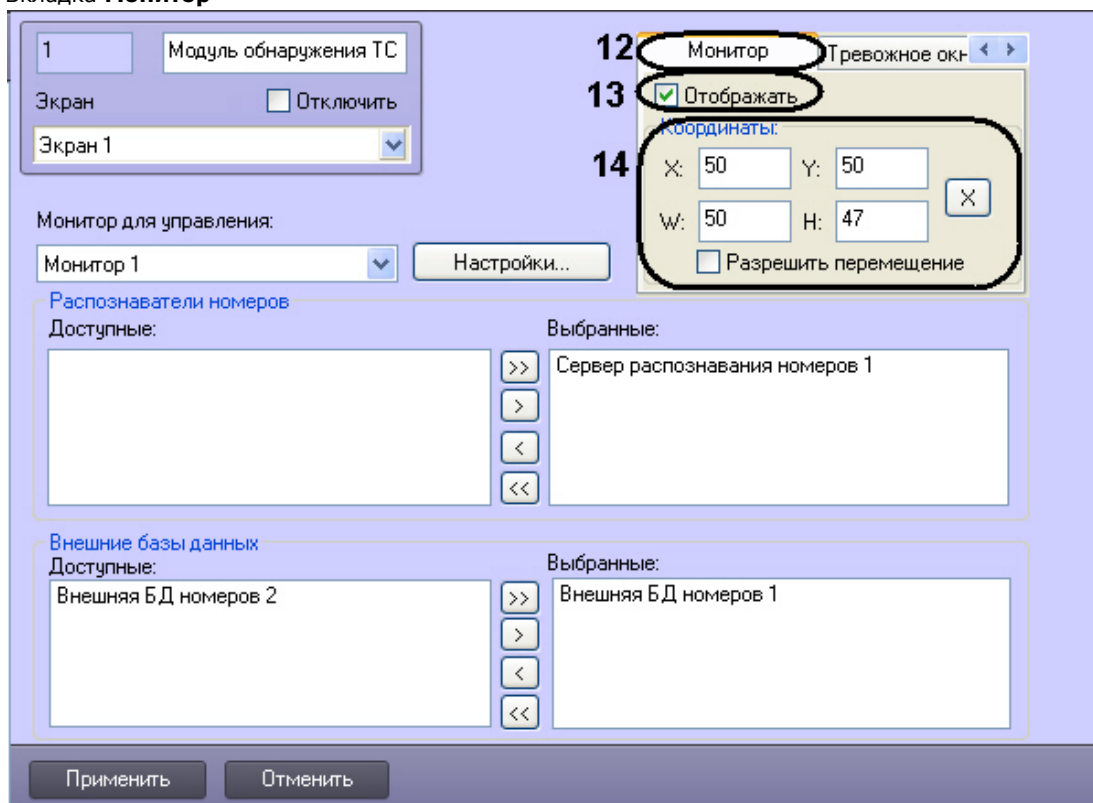 Вкладка Монитор
1
Модуль обнаружения ТС
Экран
Отключить
Экран 1
12
Монитор
Тревожное окн
13
Отображать
Координаты:
14
X: 50 Y: 50
X
W: 50 H: 47
Разрешить перемещение
Монитор для управления:
Монитор 1
Настройки...
Распознаватели номеров
Доступные:
Выбранные:
Сервер распознавания номеров 1
>>
>
<
<<
Внешние базы данных
Доступные:
Выбранные:
Внешняя БД номеров 2
Внешняя БД номеров 1
>>
>
<
<<
Применить
Отменить